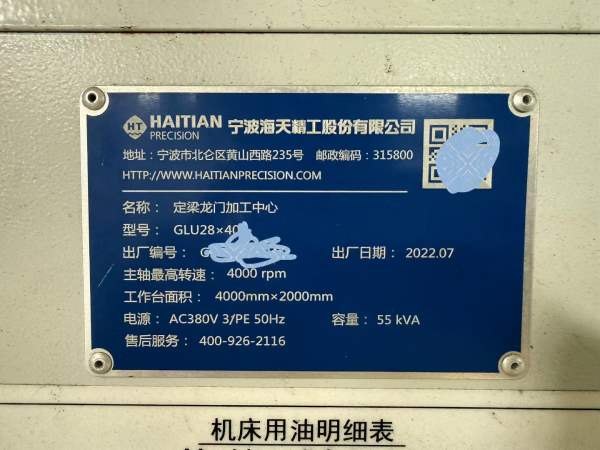 HT HAITIAN PRECISION 宁波海天精工股份有限公司
地址：宁波市北仑区黄山西路235号 邮政编码：315800
HTTP://WWW.HAITIANPRECISION.COM
名称： 定梁龙门加工中心
型号： GLU28×40
出厂编号： 出厂日期： 2022.07
主轴最高转速： 4000 rpm
工作台面积： 4000mm×2000mm
电源： AC380V 3/PE 50Hz 容量： 55 kVA
售后服务： 400-926-2116
机床用油明细表